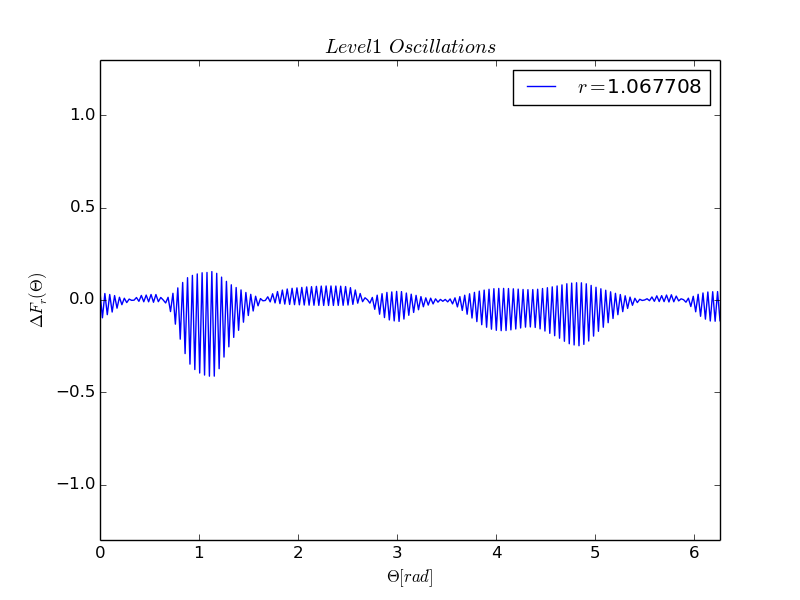 Level1 Oscillations
r=1.067708
1.0
0.5
0.0
−0.5
−1.0
ΔF_r(Θ)
0 1 2 3 4 5 6
Θ[rad]